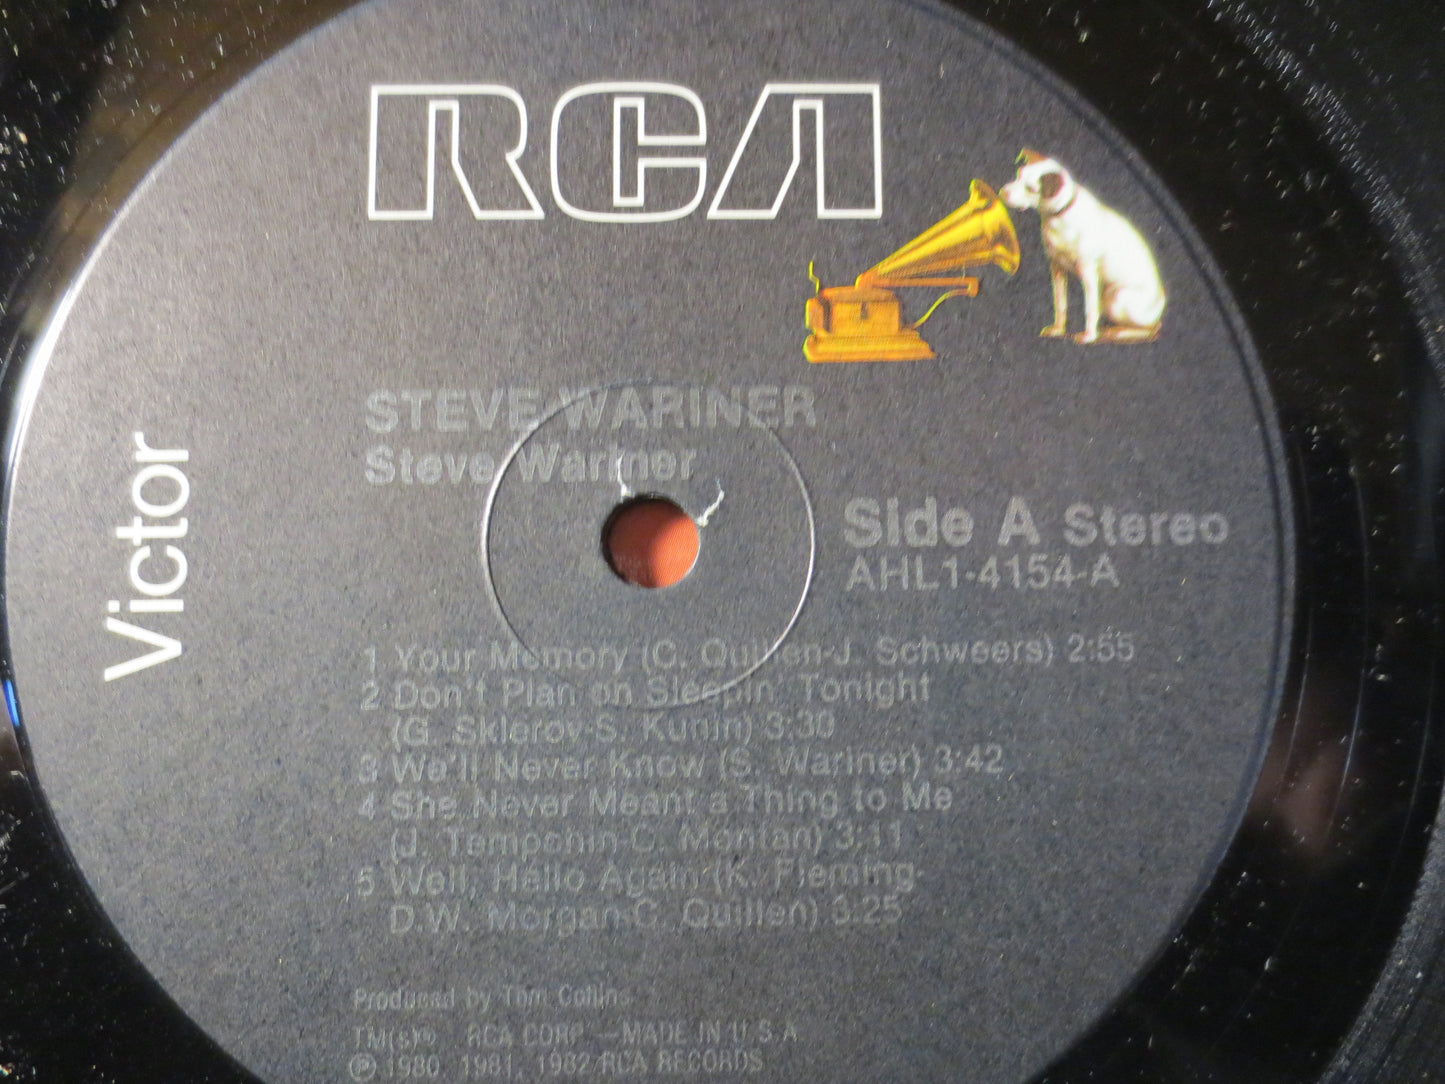 RCA
Victor
STEVE WARINER
Steve Wariner
Side A Stereo
AHL1-4154-A
1 Your Memory (C. Quillen-J. Schweers) 2:55
2 Don't Plan on Sleepin' Tonight
(G. Sklerov-S. Kunin) 3:30
3 We'll Never Know (S. Wariner) 3:42
4 She Never Meant a Thing to Me
(J. Tempchin-C. Montan) 3:11
5 Well, Hello Again (K. Fleming-
D.W. Morgan-C. Quillen) 3:25
Produced by Tom Collins
TM(s)® RCA CORP.—MADE IN U.S.A
℗ 1980, 1981, 1982 RCA RECORDS